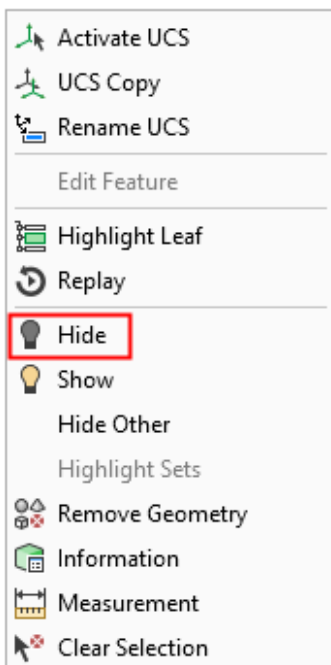 Activate UCS
UCS Copy
Rename UCS
Edit Feature
Highlight Leaf
Replay
Hide
Show
Hide Other
Highlight Sets
Remove Geometry
Information
Measurement
Clear Selection